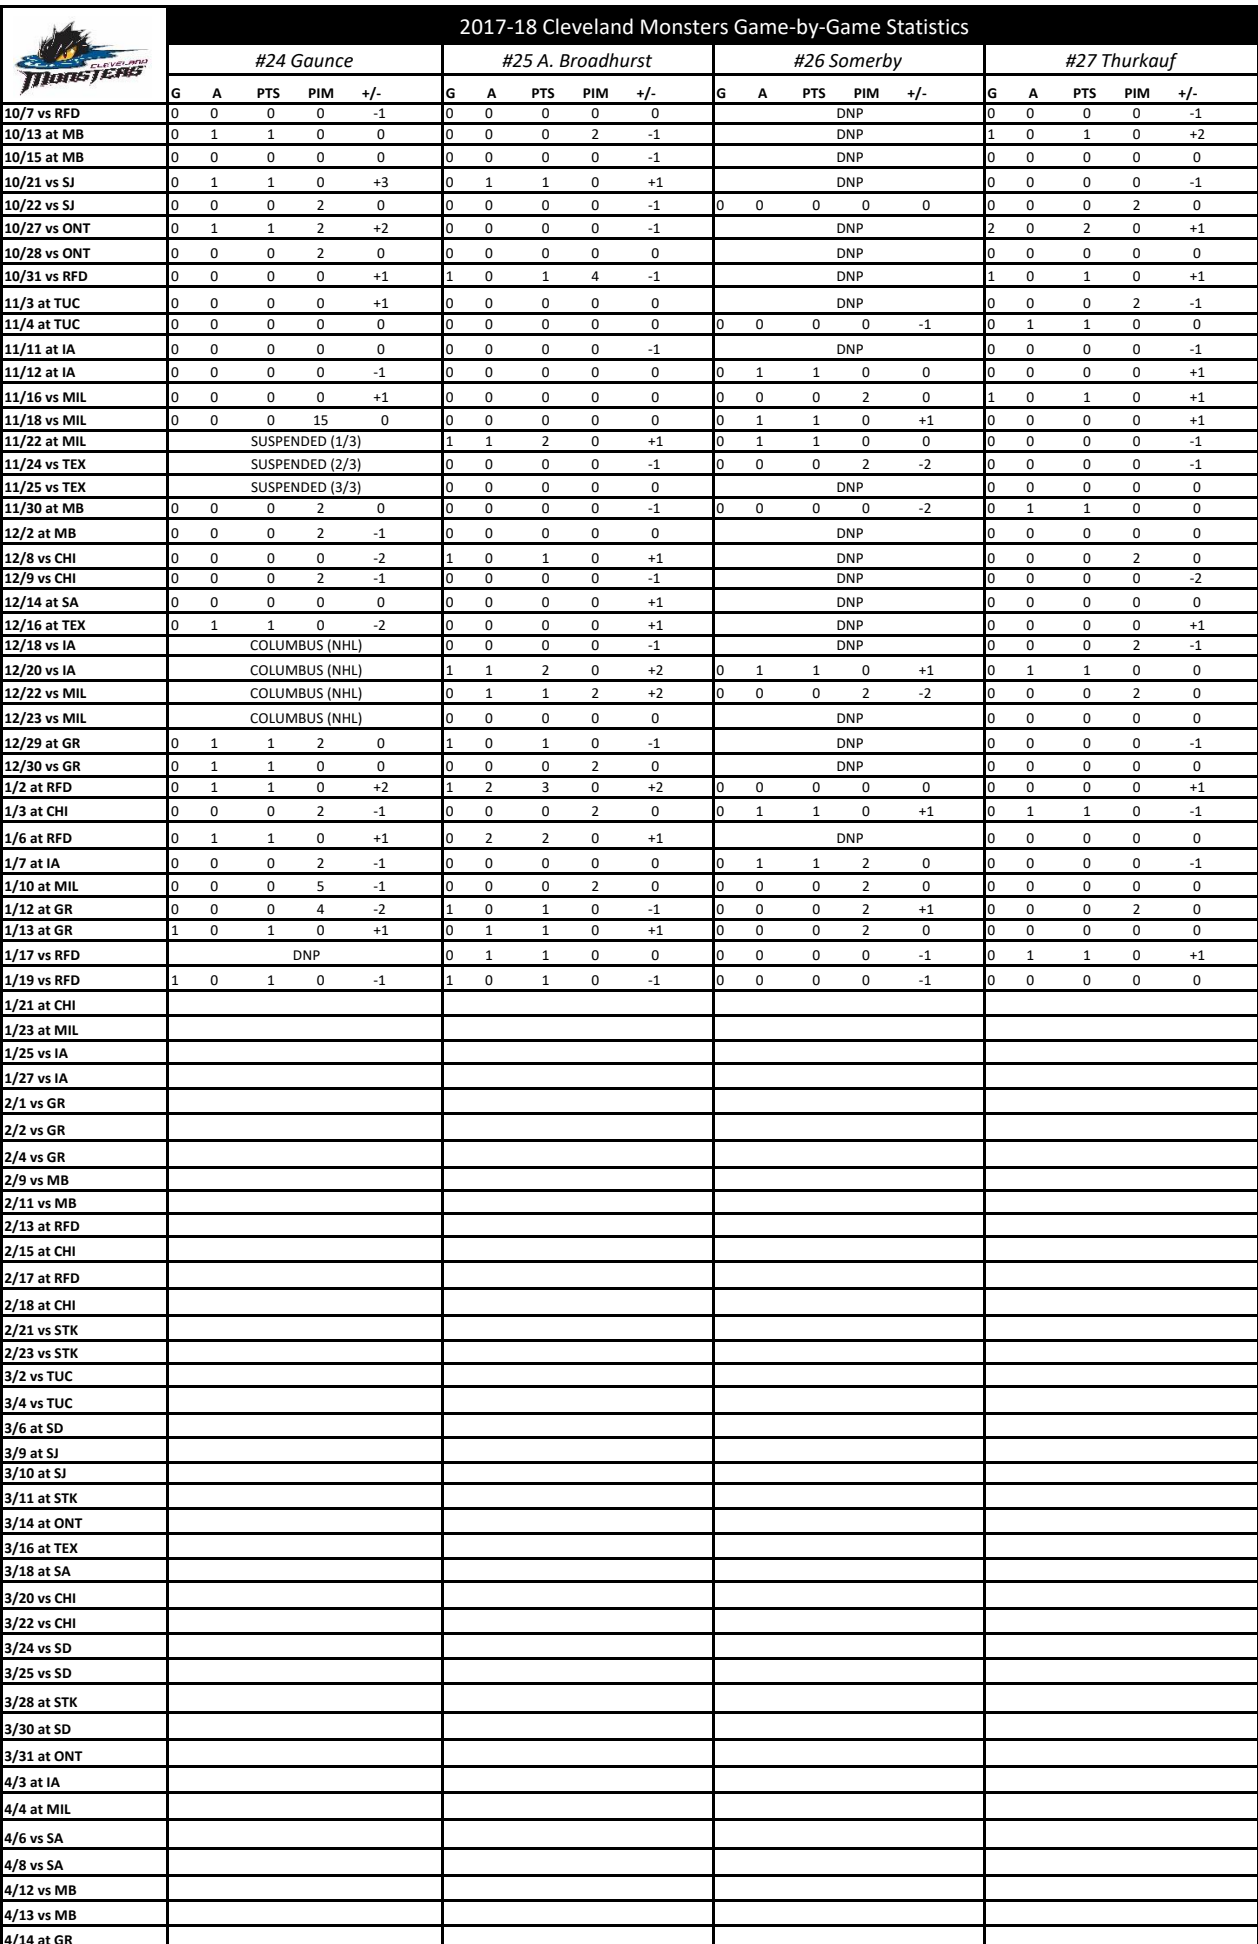 CLEVELAND
MONSTERS
2017-18 Cleveland Monsters Game-by-Game Statistics
#24 Gaunce #25 A. Broadhurst #26 Somerby #27 Thurkauf
G A PTS PIM +/- G A PTS PIM +/- G A PTS PIM +/- G A PTS PIM +/-
10/7 vs RFD 0 0 0 0 -1 0 0 0 0 0 DNP 0 0 0 0 -1
10/13 at MB 0 1 1 0 0 0 0 0 2 -1 DNP 1 0 1 0 +2
10/15 at MB 0 0 0 0 0 0 0 0 0 -1 DNP 0 0 0 0 0
10/21 vs SJ 0 1 1 0 +3 0 1 1 0 +1 DNP 0 0 0 0 -1
10/22 vs SJ 0 0 0 2 0 0 0 0 0 -1 0 0 0 0 0 0 0 0 2 0
10/27 vs ONT 0 1 1 2 +2 0 0 0 0 -1 DNP 2 0 2 0 +1
10/28 vs ONT 0 0 0 2 0 0 0 0 0 0 DNP 0 0 0 0 0
10/31 vs RFD 0 0 0 0 +1 1 0 1 4 -1 DNP 1 0 1 0 +1
11/3 at TUC 0 0 0 0 +1 0 0 0 0 0 DNP 0 0 0 2 -1
11/4 at TUC 0 0 0 0 0 0 0 0 0 0 0 0 0 0 -1 0 1 1 0 0
11/11 at IA 0 0 0 0 0 0 0 0 0 -1 DNP 0 0 0 0 -1
11/12 at IA 0 0 0 0 -1 0 0 0 0 0 0 1 1 0 0 0 0 0 0 +1
11/16 vs MIL 0 0 0 0 +1 0 0 0 0 0 0 0 0 2 0 1 0 1 0 +1
11/18 vs MIL 0 0 0 15 0 0 0 0 0 0 0 1 1 0 +1 0 0 0 0 +1
11/22 at MIL SUSPENDED (1/3) 1 1 2 0 +1 0 1 1 0 0 0 0 0 0 -1
11/24 vs TEX SUSPENDED (2/3) 0 0 0 0 -1 0 0 0 2 -2 0 0 0 0 -1
11/25 vs TEX SUSPENDED (3/3) 0 0 0 0 0 DNP 0 0 0 0 0
11/30 at MB 0 0 0 2 0 0 0 0 0 -1 0 0 0 0 -2 0 1 1 0 0
12/2 at MB 0 0 0 2 -1 0 0 0 0 0 DNP 0 0 0 0 0
12/8 vs CHI 0 0 0 0 -2 1 0 1 0 +1 DNP 0 0 0 2 0
12/9 vs CHI 0 0 0 2 -1 0 0 0 0 -1 DNP 0 0 0 0 -2
12/14 at SA 0 0 0 0 0 0 0 0 0 +1 DNP 0 0 0 0 0
12/16 at TEX 0 1 1 0 -2 0 0 0 0 +1 DNP 0 0 0 0 +1
12/18 vs IA COLUMBUS (NHL) 0 0 0 0 -1 DNP 0 0 0 2 -1
12/20 vs IA COLUMBUS (NHL) 1 1 2 0 +2 0 1 1 0 +1 0 1 1 0 0
12/22 vs MIL COLUMBUS (NHL) 0 1 1 2 +2 0 0 0 2 -2 0 0 0 2 0
12/23 vs MIL COLUMBUS (NHL) 0 0 0 0 0 DNP 0 0 0 0 0
12/29 at GR 0 1 1 2 0 1 0 1 0 -1 DNP 0 0 0 0 -1
12/30 vs GR 0 1 1 0 0 0 0 0 2 0 DNP 0 0 0 0 0
1/2 at RFD 0 1 1 0 +2 1 2 3 0 +2 0 0 0 0 0 0 0 0 0 +1
1/3 at CHI 0 0 0 2 -1 0 0 0 2 0 0 1 1 0 +1 0 1 1 0 -1
1/6 at RFD 0 1 1 0 +1 0 2 2 0 +1 DNP 0 0 0 0 0
1/7 at IA 0 0 0 2 -1 0 0 0 0 0 0 1 1 2 0 0 0 0 0 -1
1/10 at MIL 0 0 0 5 -1 0 0 0 2 0 0 0 0 2 0 0 0 0 0 0
1/12 at GR 0 0 0 4 -2 1 0 1 0 -1 0 0 0 2 +1 0 0 0 2 0
1/13 at GR 1 0 1 0 +1 0 1 1 0 +1 0 0 0 2 0 0 0 0 0 0
1/17 vs RFD DNP 0 1 1 0 0 0 0 0 0 -1 0 1 1 0 +1
1/19 vs RFD 1 0 1 0 -1 1 0 1 0 -1 0 0 0 0 -1 0 0 0 0 0
1/21 at CHI
1/23 at MIL
1/25 vs IA
1/27 vs IA
2/1 vs GR
2/2 vs GR
2/4 vs GR
2/9 vs MB
2/11 vs MB
2/13 at RFD
2/15 at CHI
2/17 at RFD
2/18 at CHI
2/21 vs STK
2/23 vs STK
3/2 vs TUC
3/4 vs TUC
3/6 at SD
3/9 at SJ
3/10 at SJ
3/11 at STK
3/14 at ONT
3/16 at TEX
3/18 at SA
3/20 vs CHI
3/22 vs CHI
3/24 vs SD
3/25 vs SD
3/28 at STK
3/30 at SD
3/31 at ONT
4/3 at IA
4/4 at MIL
4/6 vs SA
4/8 vs SA
4/12 vs MB
4/13 vs MB
4/14 at GR